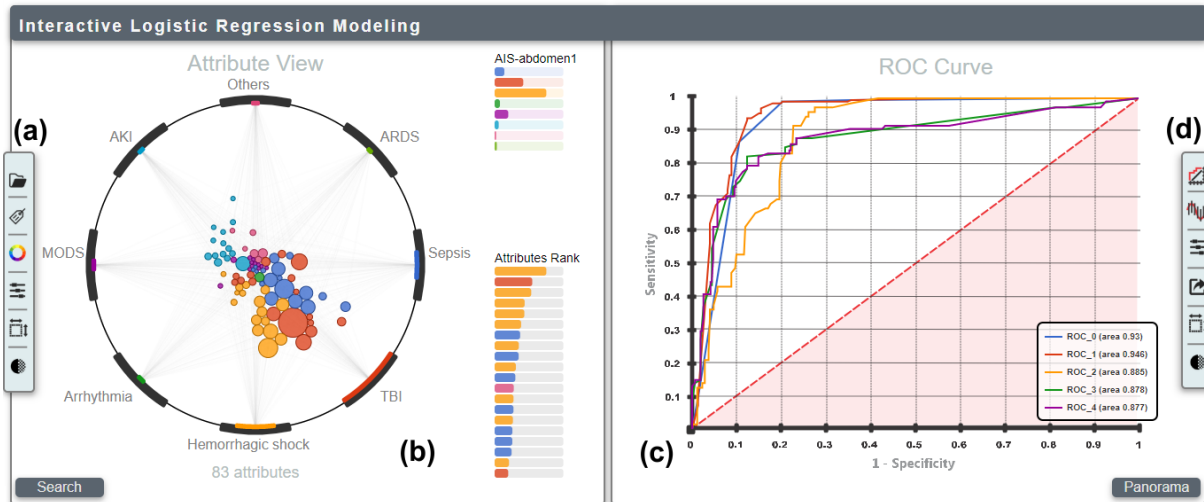 Interactive Logistic Regression Modeling
Attribute View
AIS-abdomen1
Others
(a)
AKI
ARDS
MODS
Sepsis
Attributes Rank
Arrhythmia
TBI
Hemorrhagic shock
(b)
83 attributes
Search
ROC Curve
(d)
1
0.9
0.8
0.7
0.6
0.5
0.4
0.3
0.2
0.1
Sensitivity
ROC_0 (area 0.93)
ROC_1 (area 0.946)
ROC_2 (area 0.885)
ROC_3 (area 0.878)
ROC_4 (area 0.877)
(c)
0 0.1 0.2 0.3 0.4 0.5 0.6 0.7 0.8 0.9 1
1 - Specificity
Panorama